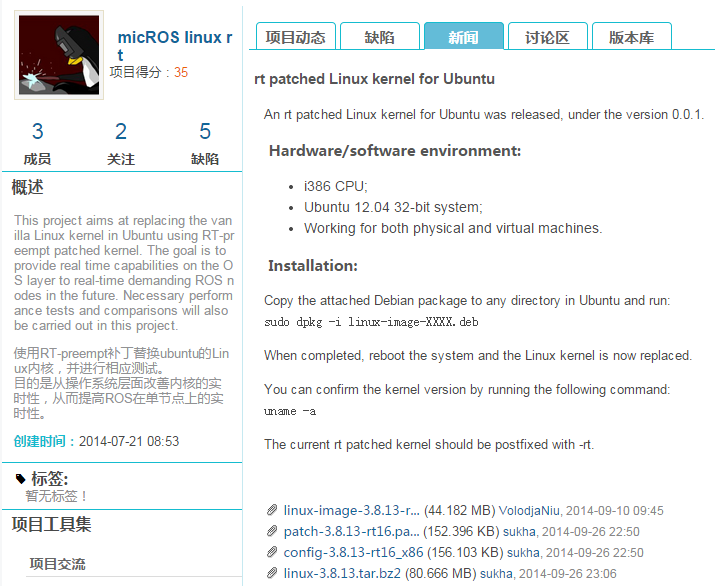 micROS linux r
t
项目得分：35
3 2 5
成员 关注 缺陷
概述
This project aims at replacing the van
illa Linux kernel in Ubuntu using RT-pr
eempt patched kernel. The goal is to
provide real time capabilities on the O
S layer to real-time demanding ROS n
odes in the future. Necessary perform
ance tests and comparisons will also
be carried out in this project.
使用RT-preempt补丁替换ubuntu的Lin
ux内核，并进行相应测试。
目的是从操作系统层面改善内核的实
时性，从而提高ROS在单节点上的实
时性。
创建时间：2014-07-21 08:53
标签:
暂无标签！
项目工具集
项目交流
项目动态 缺陷 新闻 讨论区 版本库
rt patched Linux kernel for Ubuntu
An rt patched Linux kernel for Ubuntu was released, under the version 0.0.1.
Hardware/software environment:
• i386 CPU;
• Ubuntu 12.04 32-bit system;
• Working for both physical and virtual machines.
Installation:
Copy the attached Debian package to any directory in Ubuntu and run:
sudo dpkg -i linux-image-XXXX.deb
When completed, reboot the system and the Linux kernel is now replaced.
You can confirm the kernel version by running the following command:
uname -a
The current rt patched kernel should be postfixed with -rt.
linux-image-3.8.13-r... (44.182 MB) VolodjaNiu, 2014-09-10 09:45
patch-3.8.13-rt16.pa... (152.396 KB) sukha, 2014-09-26 22:50
config-3.8.13-rt16_x86 (156.103 KB) sukha, 2014-09-26 22:50
linux-3.8.13.tar.bz2 (80.666 MB) sukha, 2014-09-26 23:06